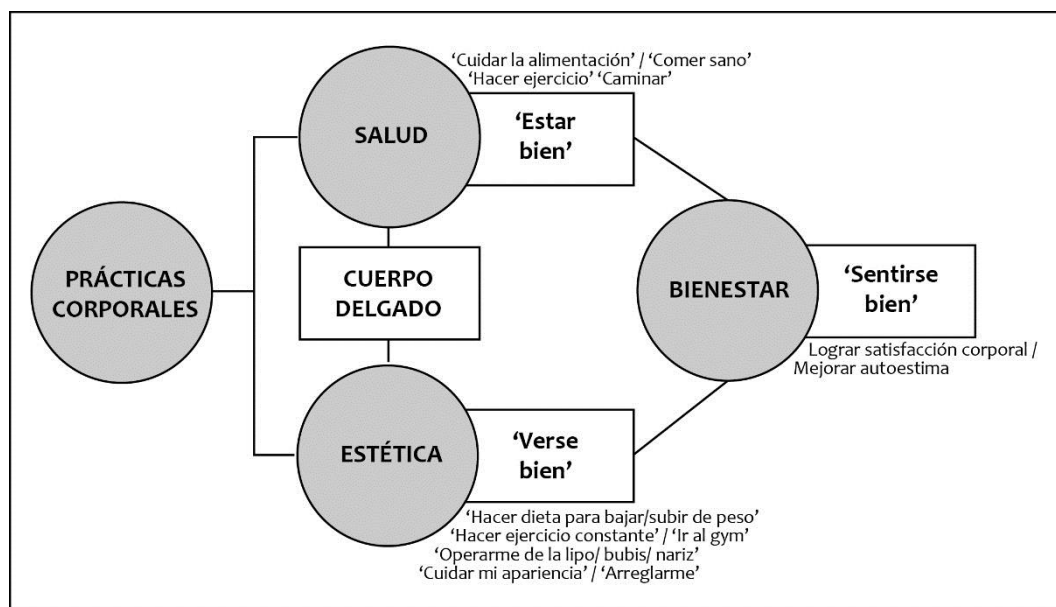 ‘Cuidar la alimentación’ / ‘Comer sano’
‘Hacer ejercicio’ ‘Caminar’
SALUD
‘Estar
bien’
PRÁCTICAS
CORPORALES
CUERPO
DELGADO
BIENESTAR
‘Sentirse
bien’
Lograr satisfacción corporal /
Mejorar autoestima
ESTÉTICA
‘Verse
bien’
‘Hacer dieta para bajar/subir de peso’
‘Hacer ejercicio constante’ / ‘Ir al gym’
‘Operarme de la lipo/ bubis/ nariz’
‘Cuidar mi apariencia’ / ‘Arreglarme’